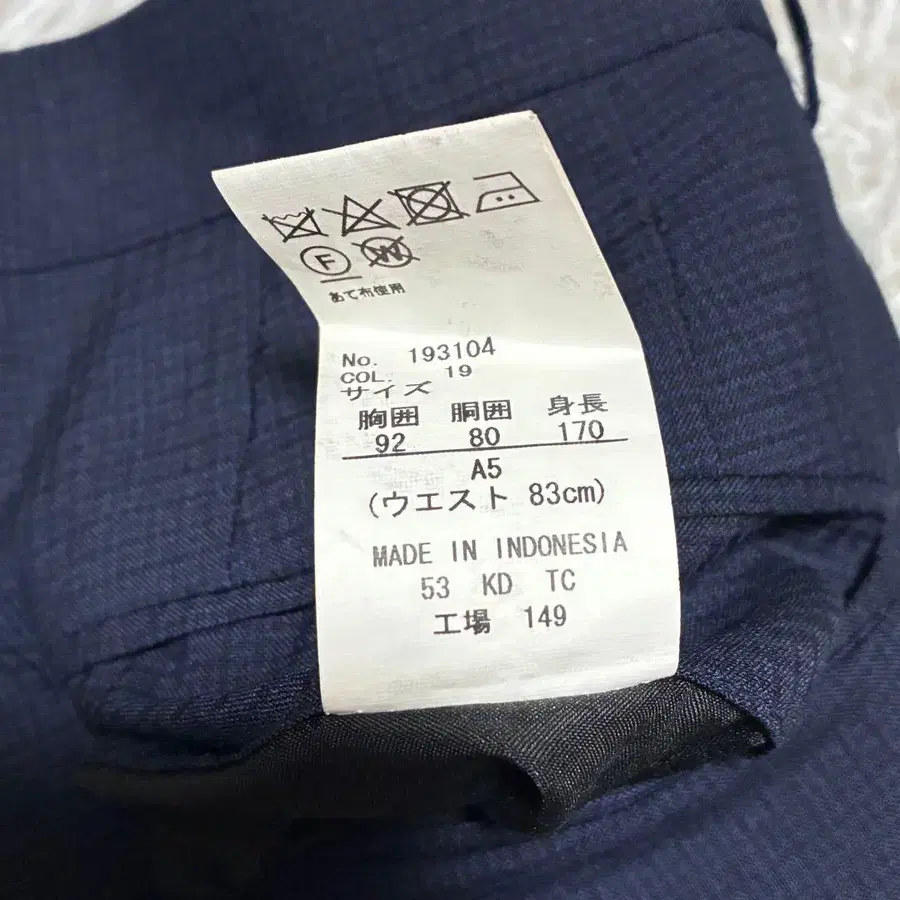 F W
あて布使用
No. 193104
COL. 19
サイズ
胸囲 胴囲 身長
92 80 170
A5
(ウエスト 83cm)
MADE IN INDONESIA
53 KD TC
工場 149